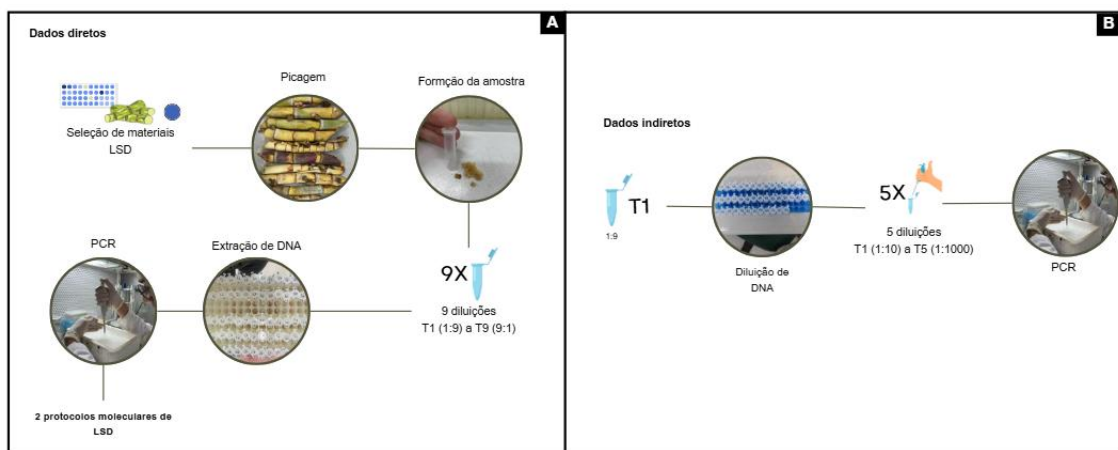 A
Dados diretos
Seleção de materiais
LSD
Picagem
Formção da amostra
9X
9 diluições
T1 (1:9) a T9 (9:1)
Extração de DNA
PCR
2 protocolos moleculares de
LSD
B
Dados indiretos
T1
1:9
Diluição de
DNA
5X
5 diluições
T1 (1:10) a T5 (1:1000)
PCR